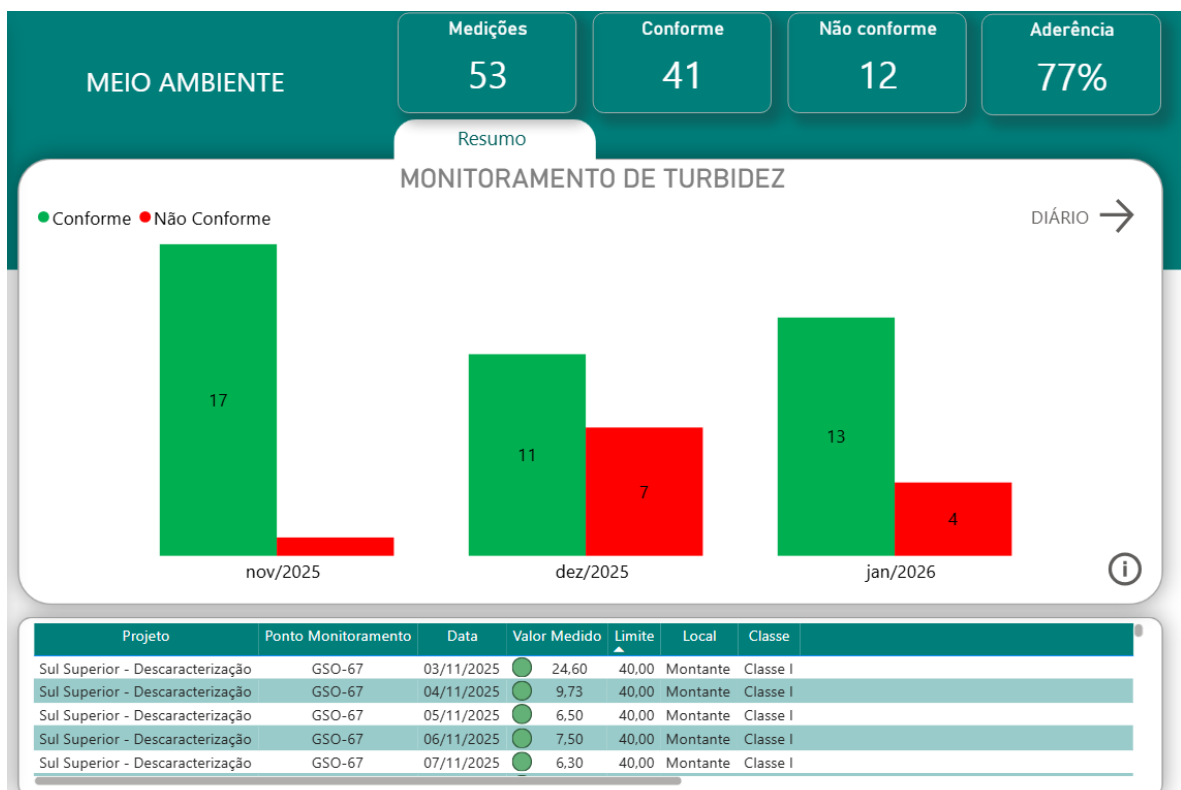 Medições
Conforme
Não conforme
Aderência
MEIO AMBIENTE
53
41
12
77%
Resumo
MONITORAMENTO DE TURBIDEZ
Conforme Não Conforme
DIÁRIO
17
11
7
13
4
nov/2025
dez/2025
jan/2026
Projeto Ponto Monitoramento Data Valor Medido Limite Local Classe
Sul Superior - Descaracterização GSO-67 03/11/2025 24,60 40,00 Montante Classe I
Sul Superior - Descaracterização GSO-67 04/11/2025 9,73 40,00 Montante Classe I
Sul Superior - Descaracterização GSO-67 05/11/2025 6,50 40,00 Montante Classe I
Sul Superior - Descaracterização GSO-67 06/11/2025 7,50 40,00 Montante Classe I
Sul Superior - Descaracterização GSO-67 07/11/2025 6,30 40,00 Montante Classe I